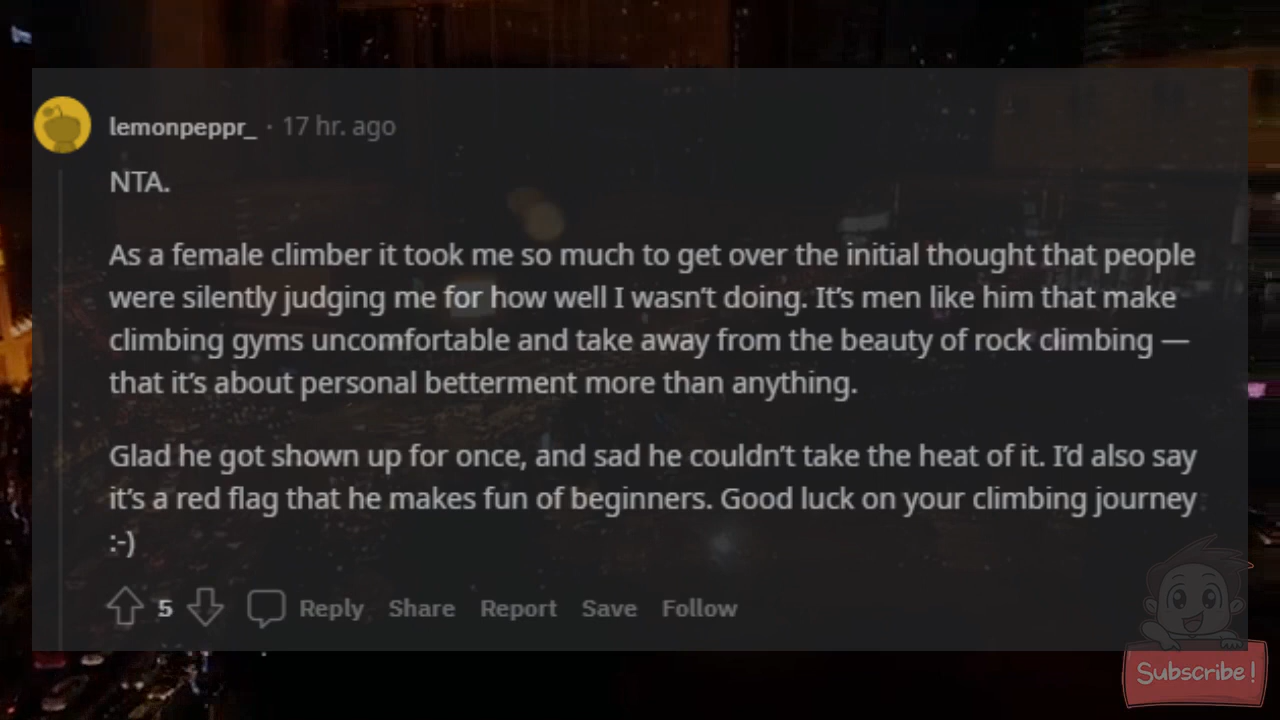 lemonpeppr_ · 17 hr. ago
NTA.
As a female climber it took me so much to get over the initial thought that people
were silently judging me for how well I wasn't doing. It's men like him that make
climbing gyms uncomfortable and take away from the beauty of rock climbing —
that it's about personal betterment more than anything.
Glad he got shown up for once, and sad he couldn't take the heat of it. I'd also say
it's a red flag that he makes fun of beginners. Good luck on your climbing journey
:-)
5 Reply Share Report Save Follow
Subscribe!